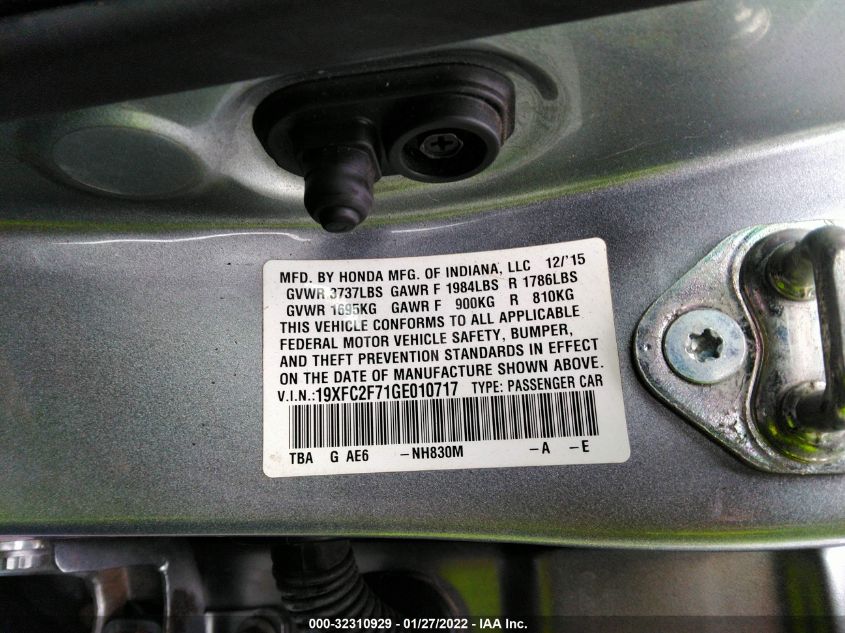 MFD. BY HONDA MFG. OF INDIANA, LLC 12/'15
GVWR 3737LBS GAWR F 1984LBS R 1786LBS
GVWR 1695KG GAWR F 900KG R 810KG
THIS VEHICLE CONFORMS TO ALL APPLICABLE
FEDERAL MOTOR VEHICLE SAFETY, BUMPER,
AND THEFT PREVENTION STANDARDS IN EFFECT
ON THE DATE OF MANUFACTURE SHOWN ABOVE.
V.I.N.:19XFC2F71GE010717 TYPE: PASSENGER CAR
TBA G AE6 -NH830M -A -E
000-32310929 - 01/27/2022 - IAA Inc.